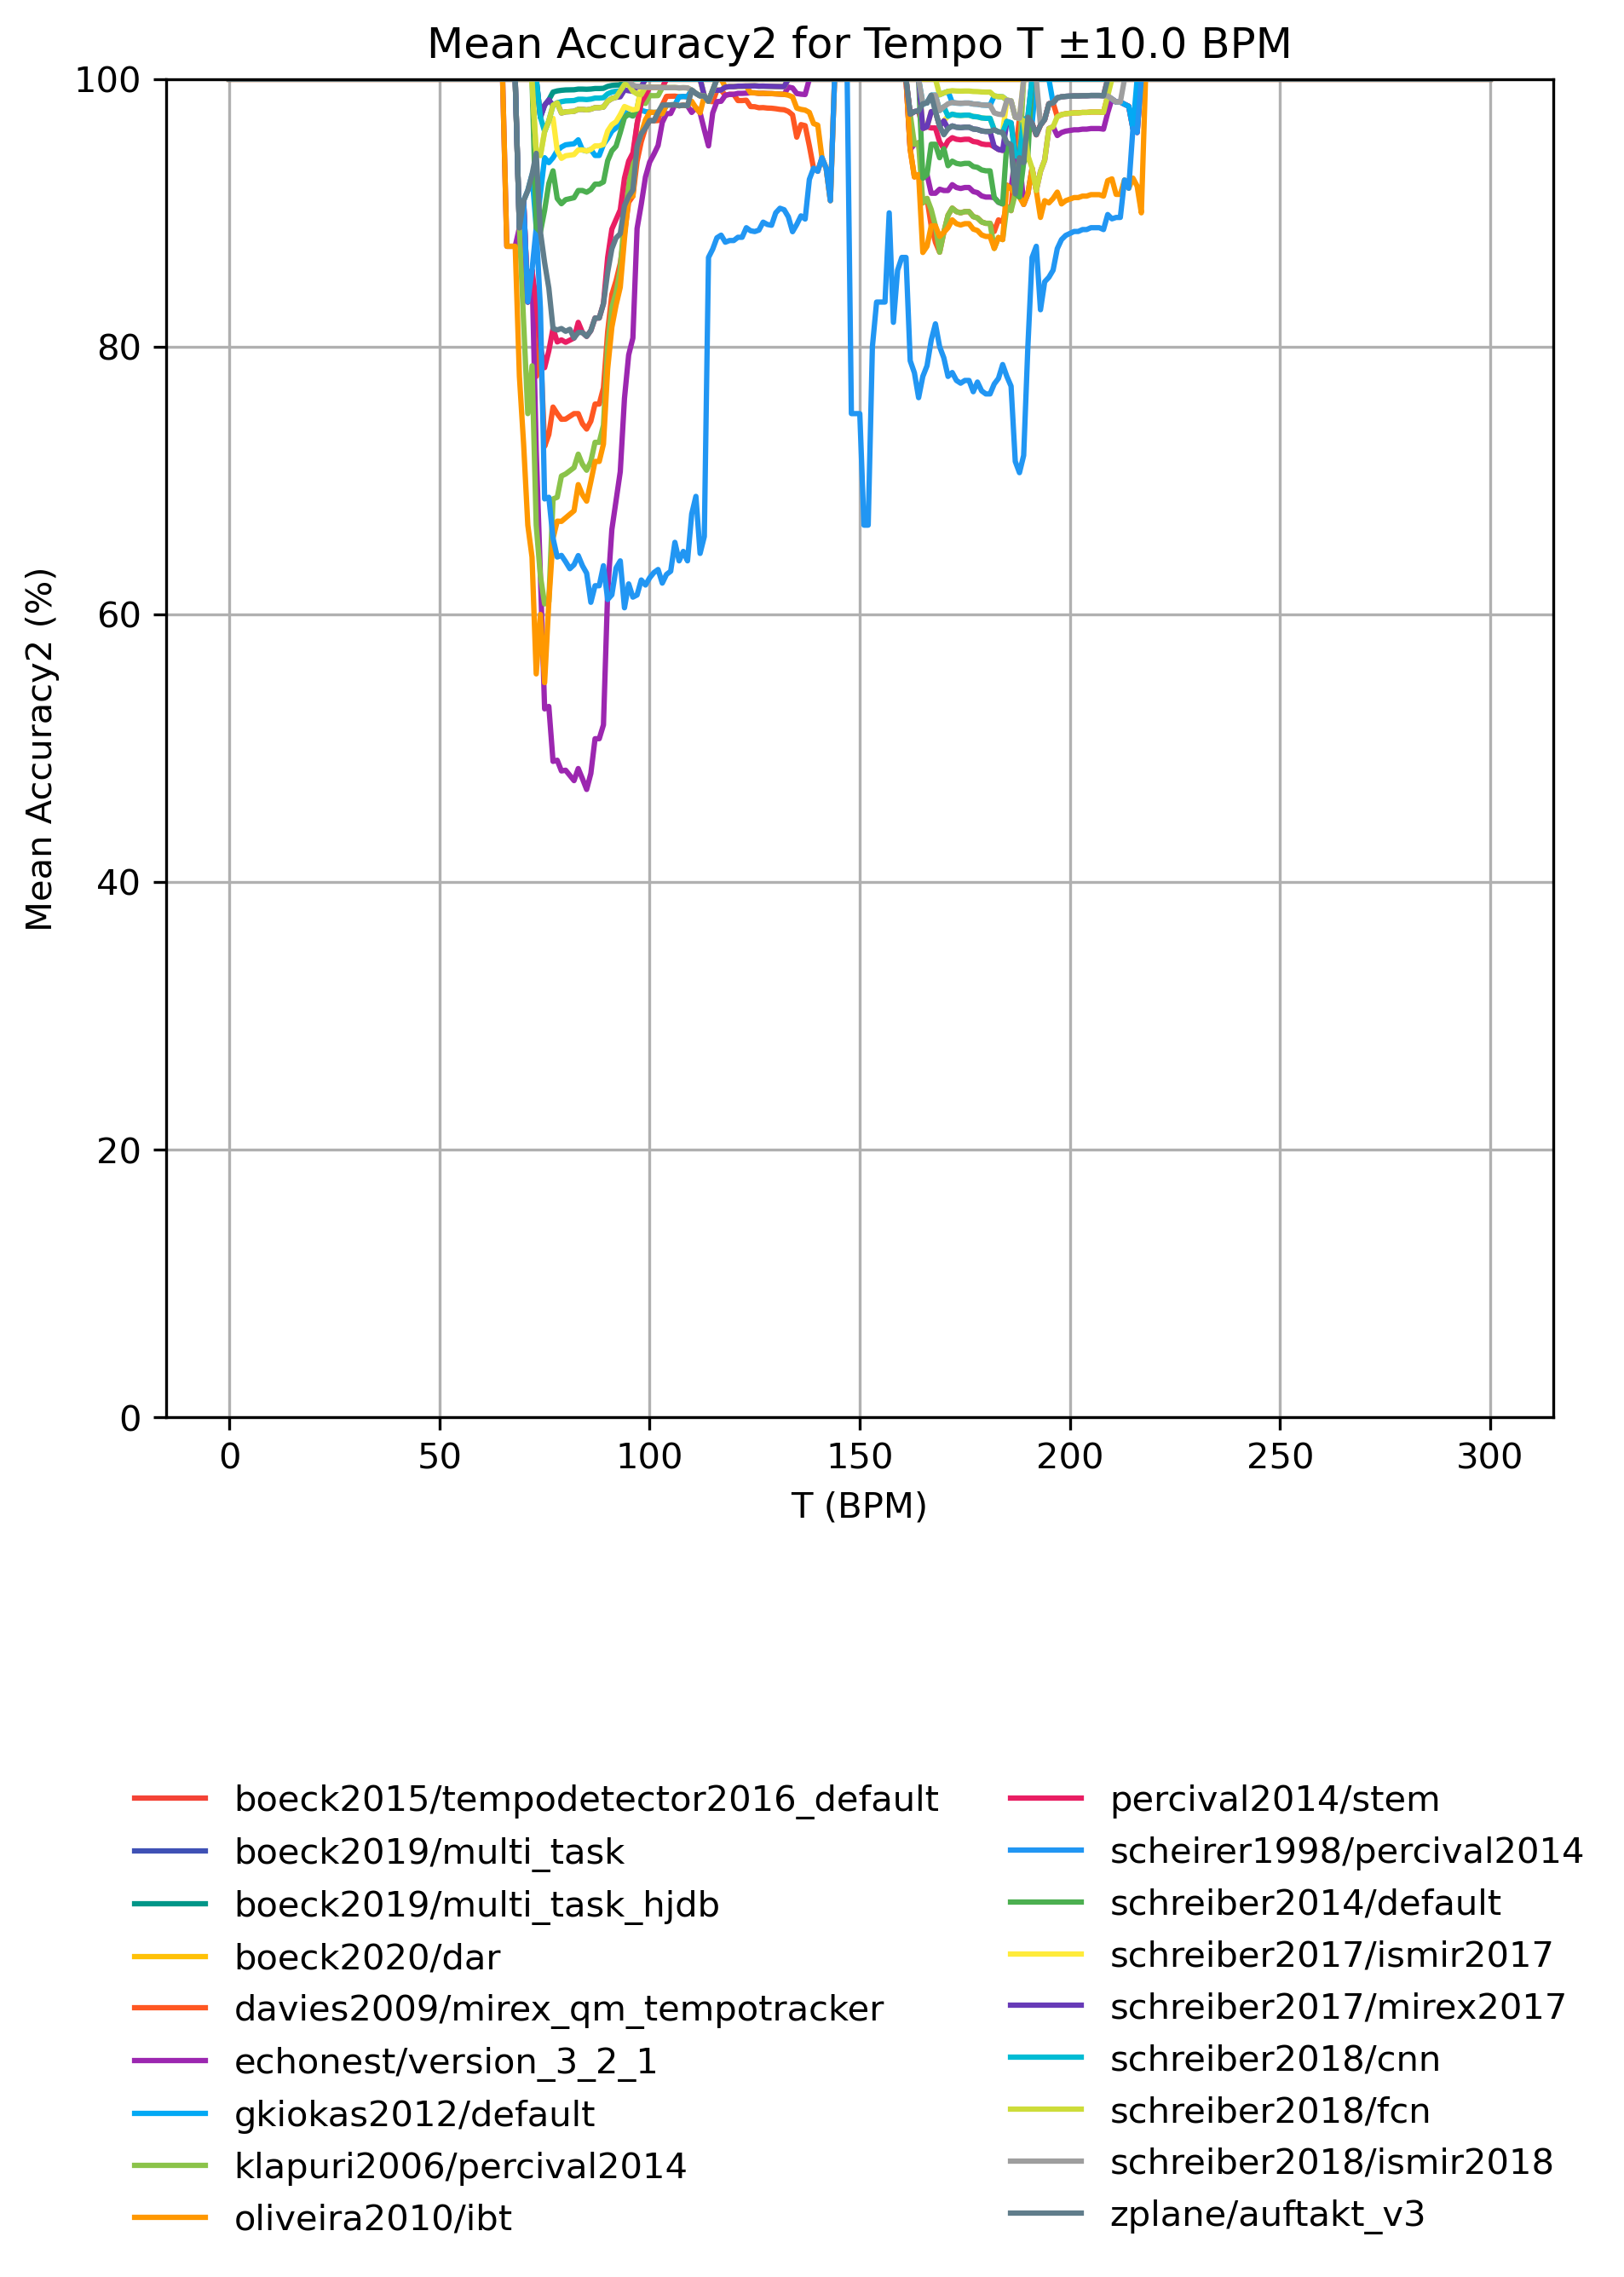 Mean Accuracy2 for Tempo T ±10.0 BPM
100
80
60
40
20
0
Mean Accuracy2 (%)
0 50 100 150 200 250 300
T (BPM)
boeck2015/tempodetector2016_default
boeck2019/multi_task
boeck2019/multi_task_hjdb
boeck2020/dar
davies2009/mirex_qm_tempotracker
echonest/version_3_2_1
gkiokas2012/default
klapuri2006/percival2014
oliveira2010/ibt
percival2014/stem
scheirer1998/percival2014
schreiber2014/default
schreiber2017/ismir2017
schreiber2017/mirex2017
schreiber2018/cnn
schreiber2018/fcn
schreiber2018/ismir2018
zplane/auftakt_v3